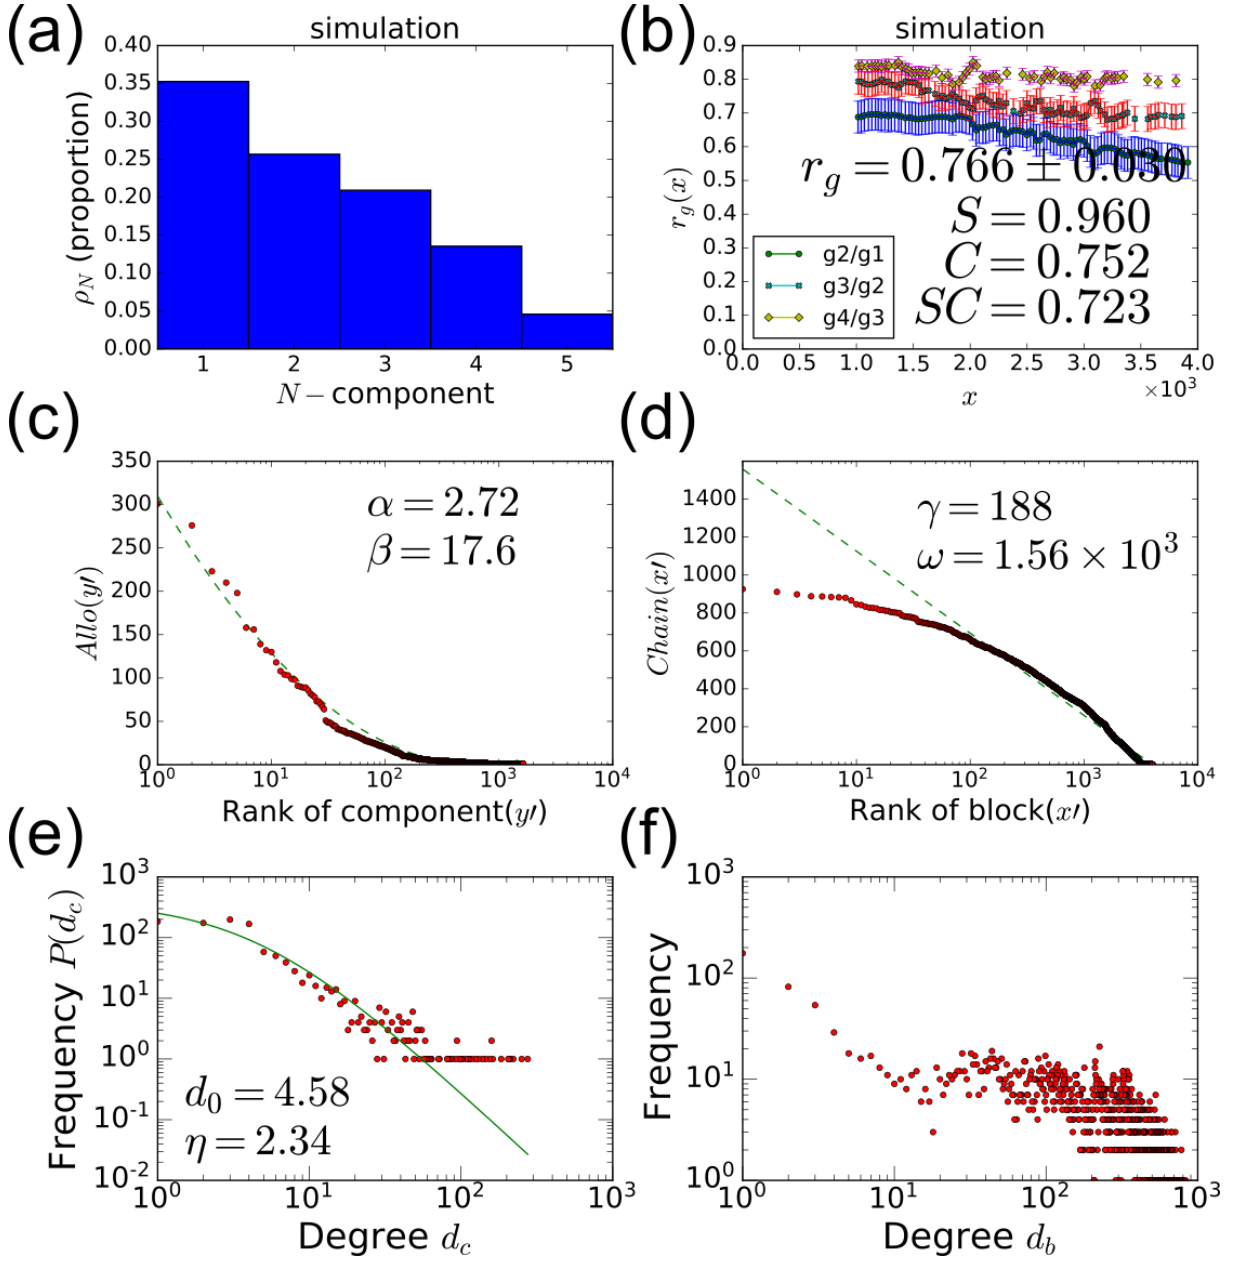 (a)
simulation
0.40
0.35
0.30
0.25
0.20
0.15
0.10
0.05
0.00
ρ_N (proportion)
1 2 3 4 5
N − component
(b)
simulation
0.9
0.8
0.7
0.6
0.5
0.4
0.3
0.2
0.1
0.0
r_g(x)
r_g = 0.766 ± 0.030
S = 0.960
C = 0.752
SC = 0.723
g2/g1
g3/g2
g4/g3
0.0 0.5 1.0 1.5 2.0 2.5 3.0 3.5 4.0
×10³
x
(c)
350
300
250
200
150
100
50
0
Allo(y′)
α = 2.72
β = 17.6
10⁰ 10¹ 10² 10³ 10⁴
Rank of component(y′)
(d)
1400
1200
1000
800
600
400
200
0
Chain(x′)
γ = 188
ω = 1.56 × 10³
10⁰ 10¹ 10² 10³ 10⁴
Rank of block(x′)
(e)
10³
10²
10¹
10⁰
10⁻¹
10⁻²
Frequency P(d_c)
d₀ = 4.58
η = 2.34
10⁰ 10¹ 10² 10³
Degree d_c
(f)
10³
10²
10¹
10⁰
Frequency
10⁰ 10¹ 10² 10³
Degree d_b